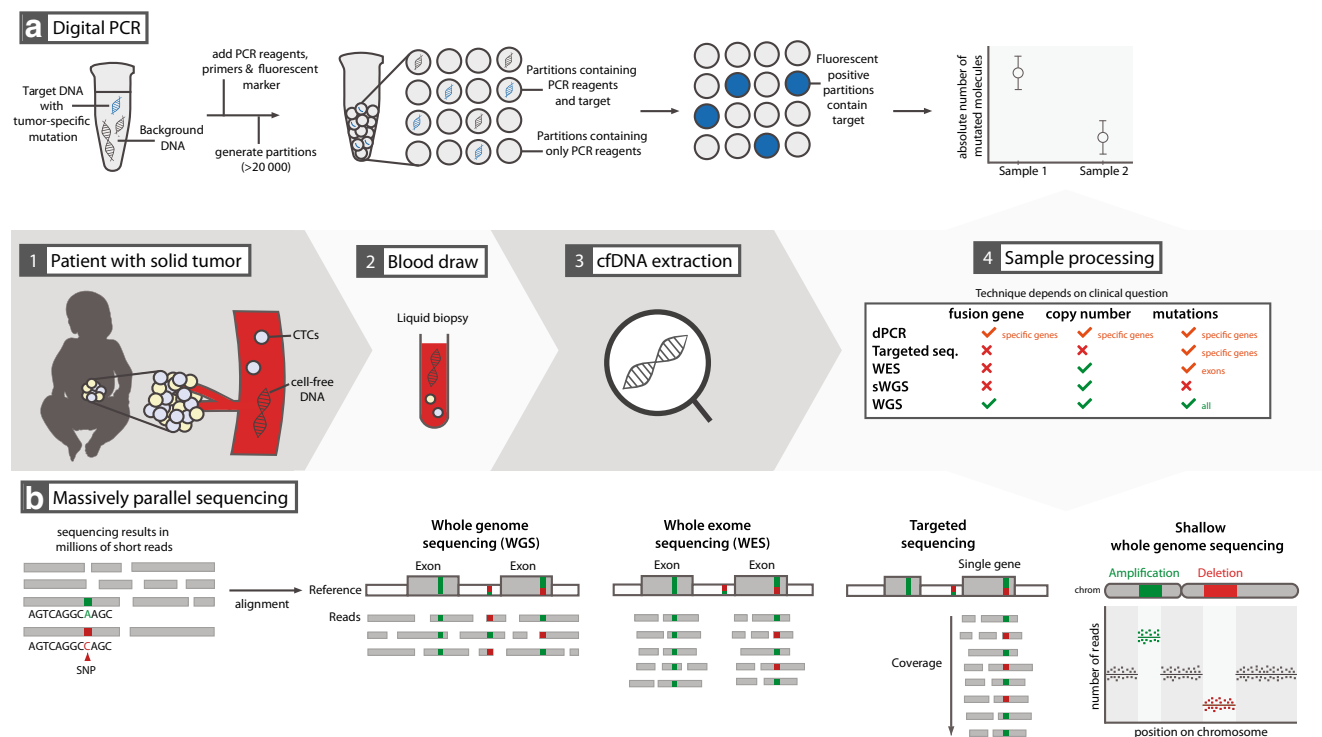 a Digital PCR
Target DNA
with
tumor-specific
mutation
Background
DNA
add PCR reagents,
primers & fluorescent
marker
generate partitions
(>20 000)
Partitions containing
PCR reagents
and target
Partitions containing
only PCR reagents
Fluorescent
positive
partitions
contain
target
absolute number of
mutated molecules
Sample 1
Sample 2
1 Patient with solid tumor
CTCs
cell-free
DNA
2 Blood draw
Liquid biopsy
3 cfDNA extraction
4 Sample processing
Technique depends on clinical question
fusion gene copy number mutations
dPCR specific genes specific genes specific genes
Targeted seq. specific genes
WES exons
sWGS
WGS all
b Massively parallel sequencing
sequencing results in
millions of short reads
AGTCAGGCAAGC
AGTCAGGCCAGC
SNP
alignment
Whole genome
sequencing (WGS)
Exon Exon
Reference
Reads
Whole exome
sequencing (WES)
Exon Exon
Targeted
sequencing
Single gene
Coverage
Shallow
whole genome sequencing
Amplification Deletion
chrom
number of reads
position on chromosome